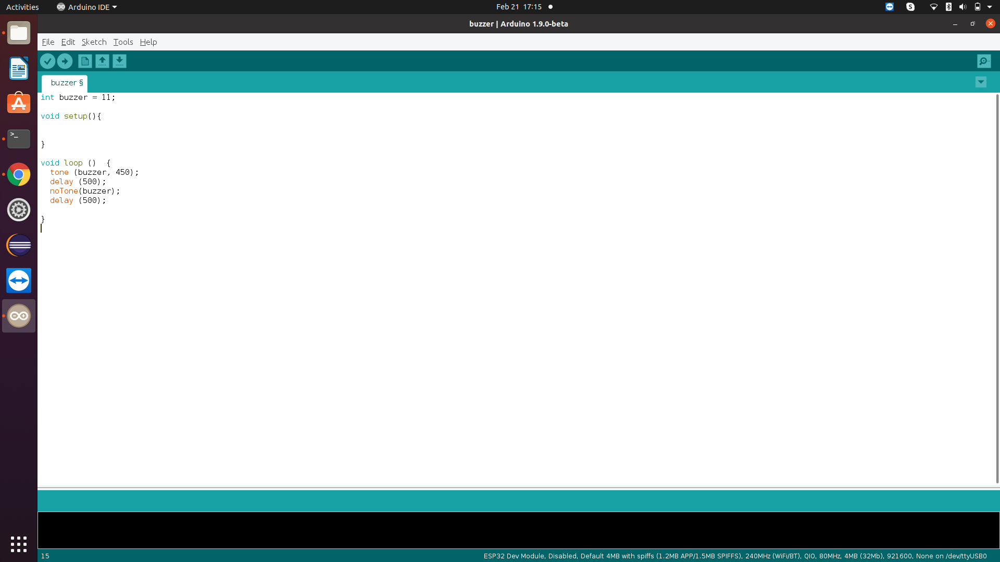 Activities Arduino IDE Feb 21 17:15
buzzer | Arduino 1.9.0-beta
File Edit Sketch Tools Help
buzzer §
int buzzer = 11;
void setup(){
}
void loop ()  {
  tone (buzzer, 450);
  delay (500);
  noTone(buzzer);
  delay (500);
}
15 ESP32 Dev Module, Disabled, Default 4MB with spiffs (1.2MB APP/1.5MB SPIFFS), 240MHz (WiFi/BT), QIO, 80MHz, 4MB (32Mb), 921600, None on /dev/ttyUSB0